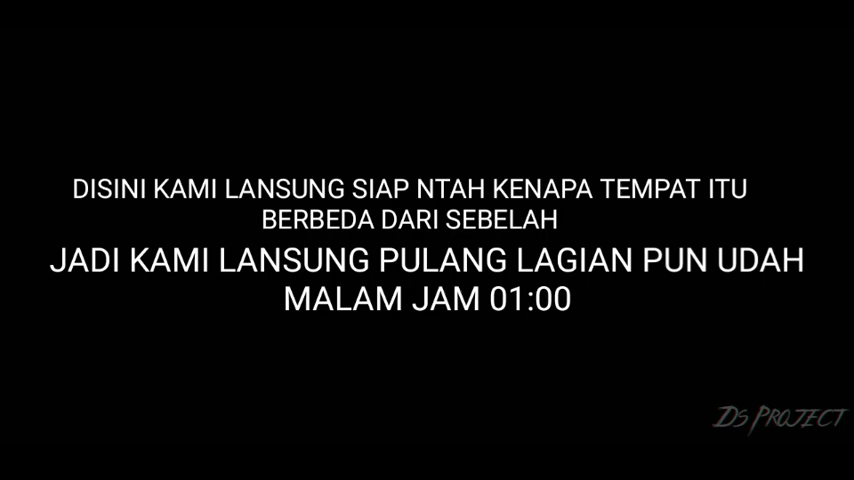 DISINI KAMI LANSUNG SIAP NTAH KENAPA TEMPAT ITU
BERBEDA DARI SEBELAH
JADI KAMI LANSUNG PULANG LAGIAN PUN UDAH
MALAM JAM 01:00
DS PROJECT